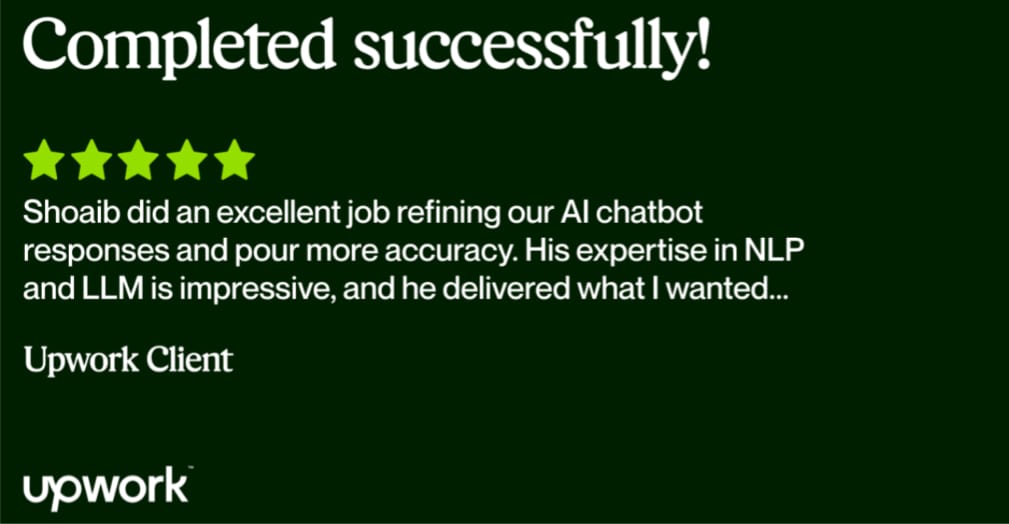 Completed successfully!
Shoaib did an excellent job refining our AI chatbot
responses and pour more accuracy. His expertise in NLP
and LLM is impressive, and he delivered what I wanted...
Upwork Client
upwork™